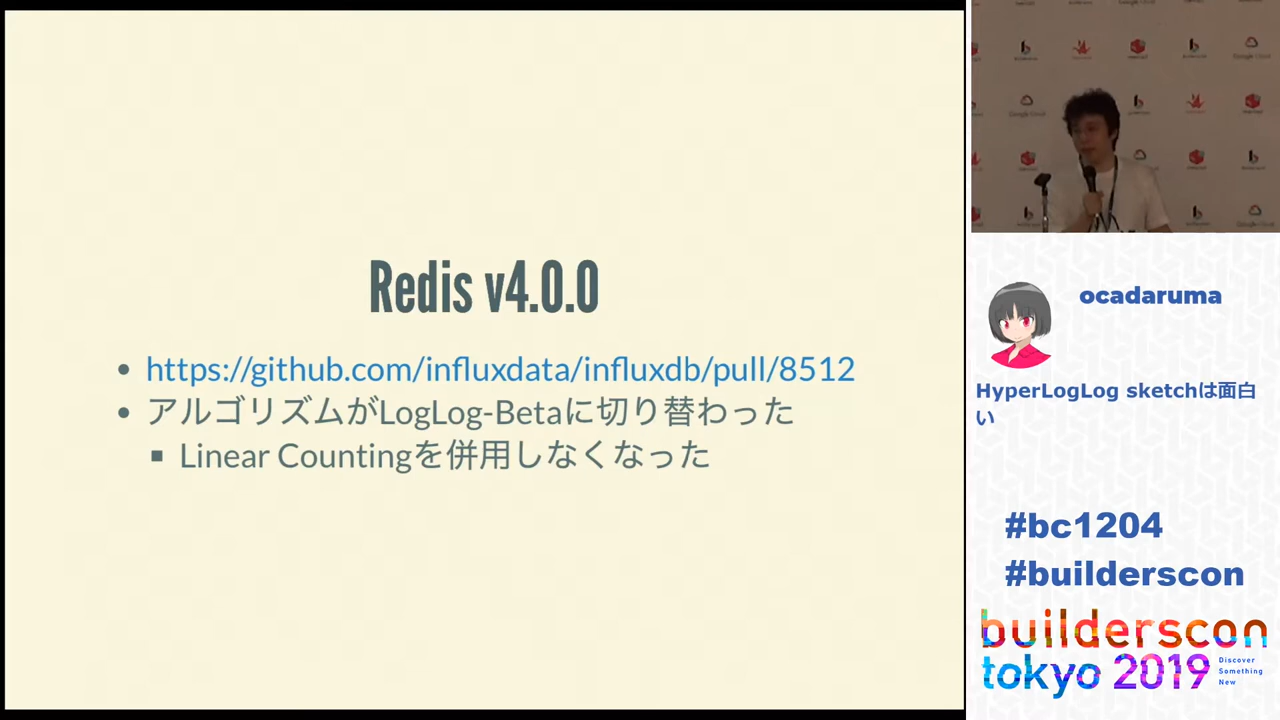 Redis v4.0.0
https://github.com/influxdata/influxdb/pull/8512
アルゴリズムがLogLog-Betaに切り替わった
Linear Countingを併用しなくなった
ocadaruma
HyperLogLog sketchは面白
い
#bc1204
#builderscon
builderscon
tokyo 2019
Discover
Something
New